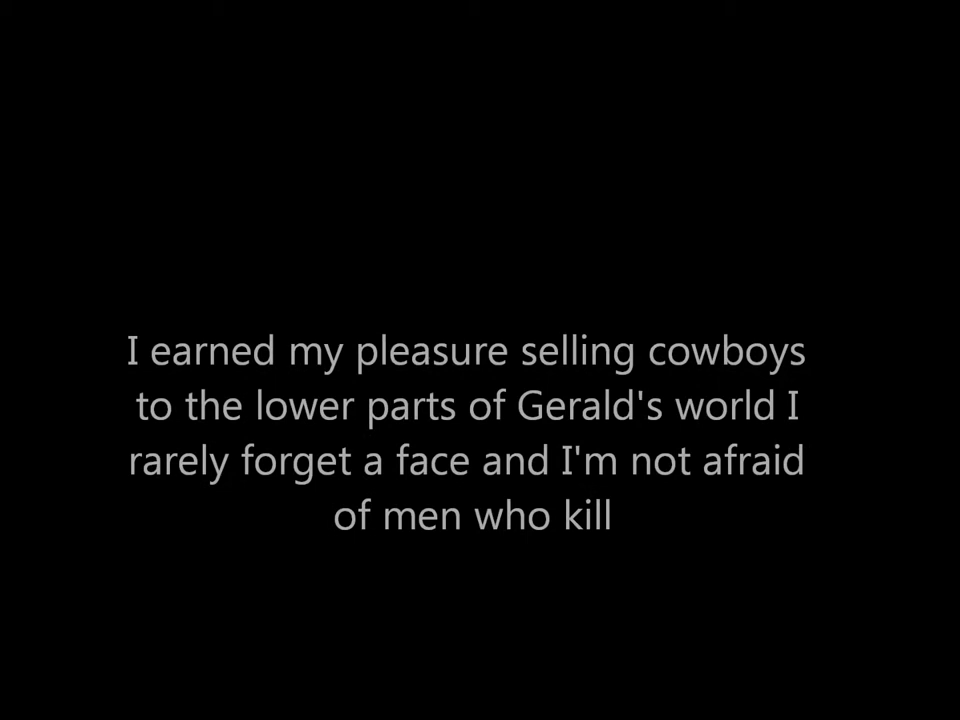 I earned my pleasure selling cowboys
to the lower parts of Gerald's world I
rarely forget a face and I'm not afraid
of men who kill